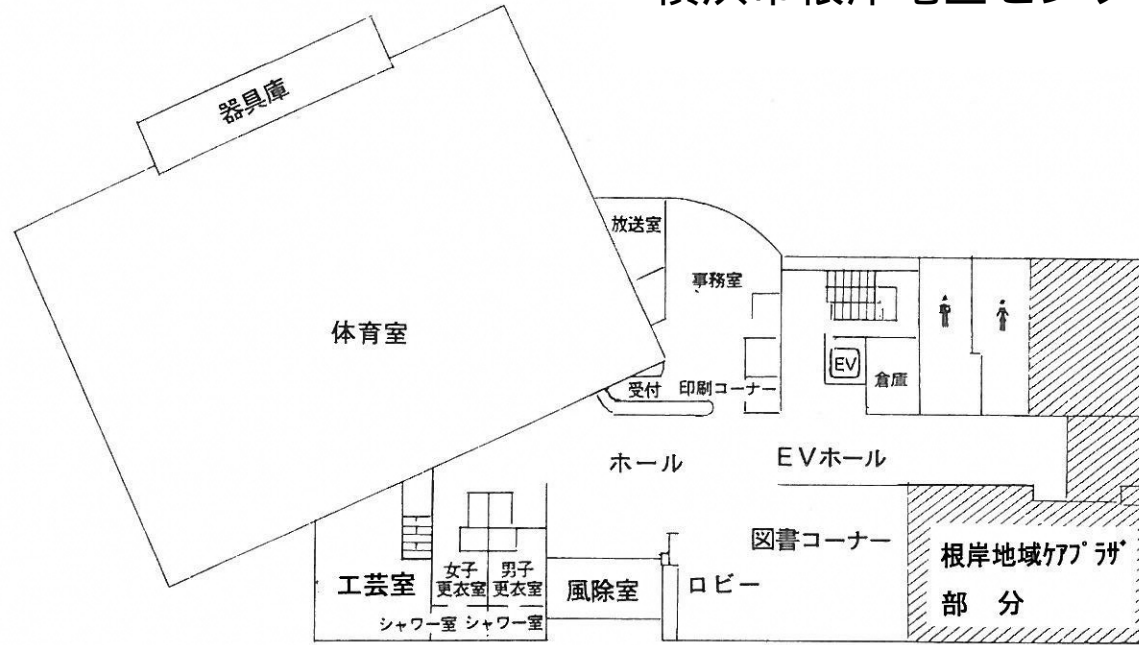 器具庫
放送室
事務室
体育室
EV
倉庫
受付
印刷コーナー
ホール
EVホール
図書コーナー
根岸地域ケアプラザ
部 分
工芸室
女子
更衣室
男子
更衣室
風除室
ロビー
シャワー室
シャワー室